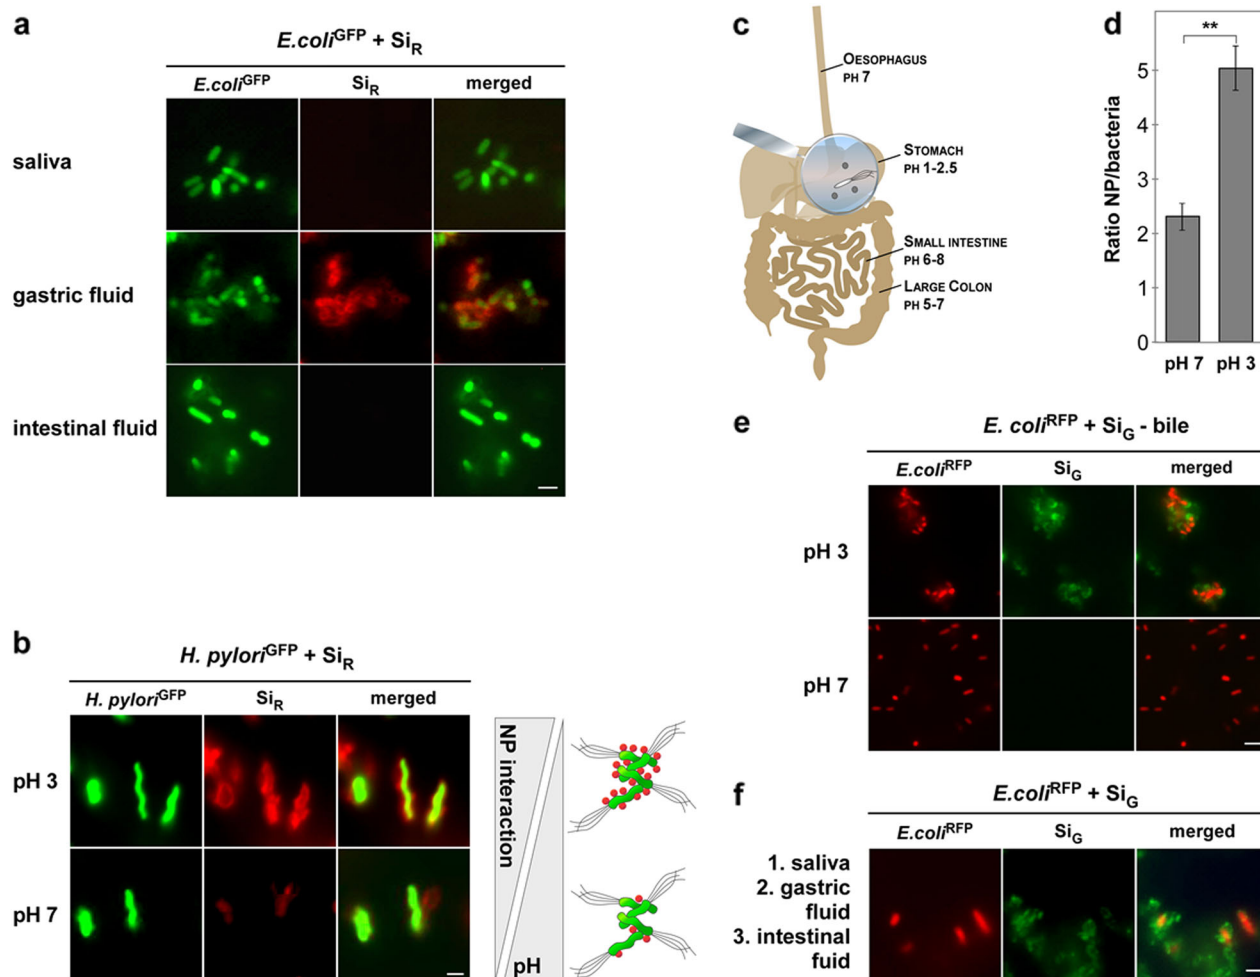 a
E.coli^GFP + Si_R
E.coli^GFP Si_R merged
saliva
gastric fluid
intestinal fluid
b
H. pylori^GFP + Si_R
H. pylori^GFP Si_R merged
pH 3
pH 7
NP interaction
pH
c
OESOPHAGUS
PH 7
STOMACH
PH 1-2.5
SMALL INTESTINE
PH 6-8
LARGE COLON
PH 5-7
d
**
Ratio NP/bacteria
5
4
3
2
1
0
pH 7 pH 3
e
E. coli^RFP + Si_G - bile
E.coli^RFP Si_G merged
pH 3
pH 7
f
E.coli^RFP + Si_G
E.coli^RFP Si_G merged
1. saliva
2. gastric
fluid
3. intestinal
fuid